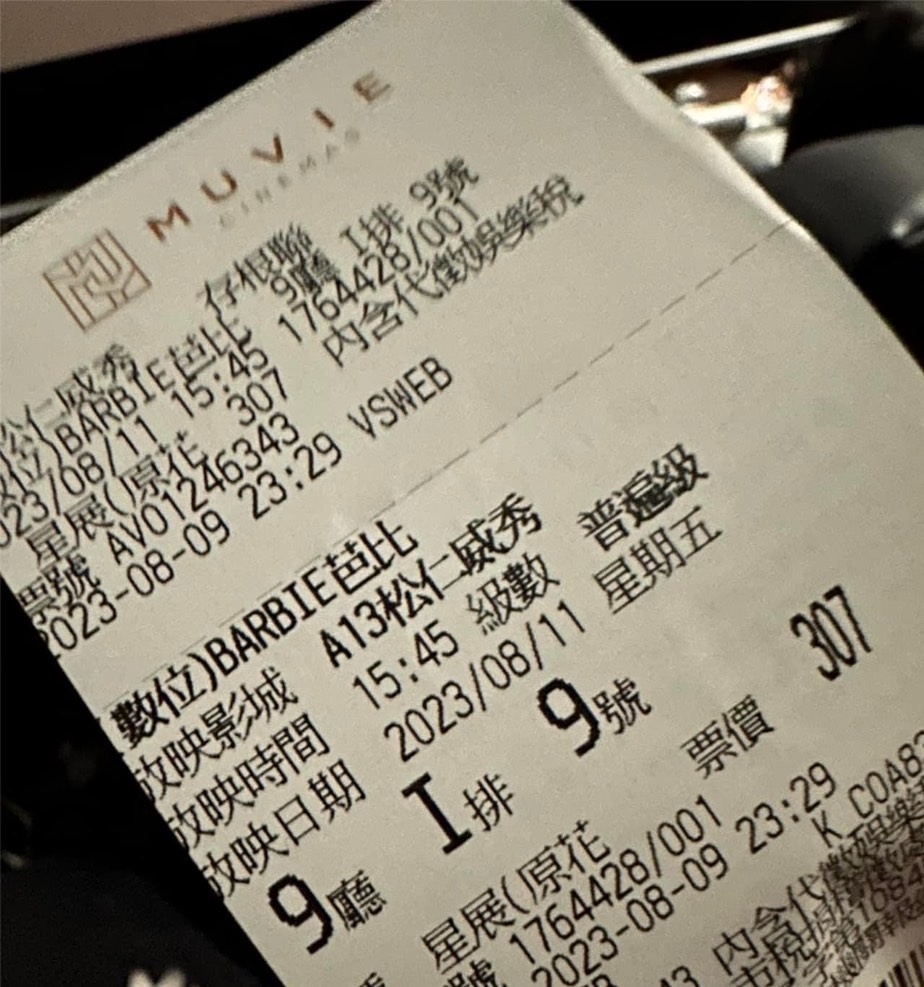 MUVIE
CINEMAS
存根聯
松仁威秀 9廳 I排 9號
數位)BARBIE芭比 1764428/001
2023/08/11 15:45 內含代徵娛樂稅
星展(原花 307
票號 AV01246343
2023-08-09 23:29 VSWEB
(數位)BARBIE芭比
放映影城 A13松仁威秀
放映時間 15:45 級數 普遍級
放映日期 2023/08/11 星期五
9廳 I排 9號
星展(原花 票價 307
號 1764428/001
2023-08-09 23:29
K C0A82
內含代徵娛樂